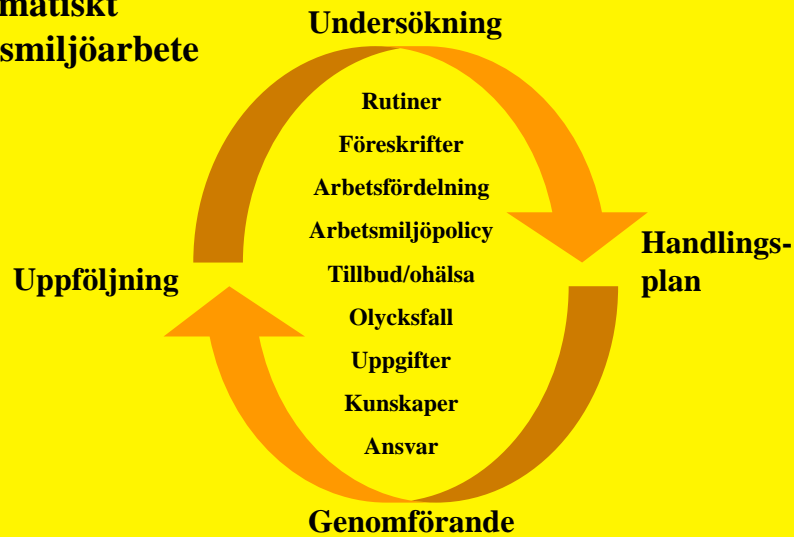 matiskt
smiljöarbete
Undersökning
Rutiner
Föreskrifter
Arbetsfördelning
Arbetsmiljöpolicy
Tillbud/ohälsa
Olycksfall
Uppgifter
Kunskaper
Ansvar
Handlings-
plan
Uppföljning
Genomförande